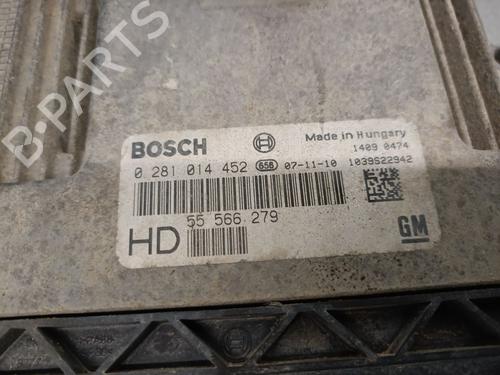 B-PARTS
BOSCH
Made in Hungary
1409 0474
0 281 014 452 656 07-11-10 1039S22942
55 566 279
HD
GM